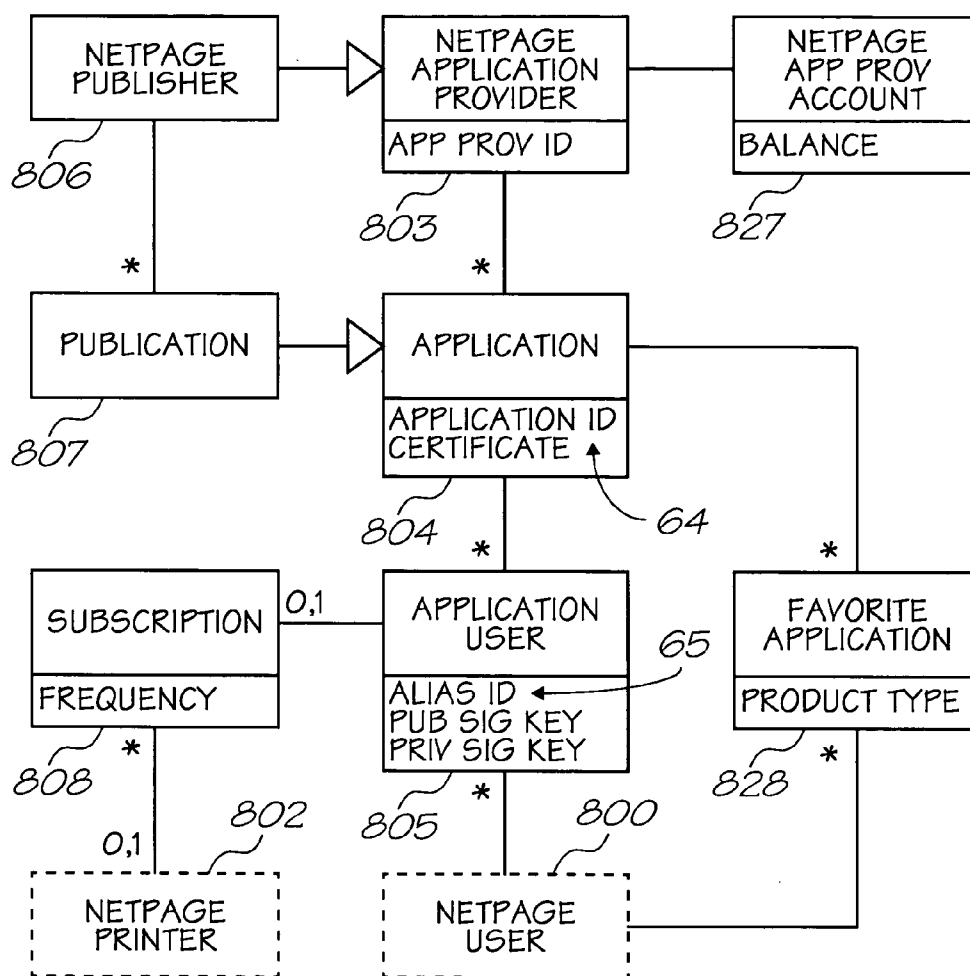 NETPAGE
PUBLISHER
806
NETPAGE
APPLICATION
PROVIDER
APP PROV ID
803
NETPAGE
APP PROV
ACCOUNT
BALANCE
827
*
*
PUBLICATION
807
APPLICATION
APPLICATION ID
CERTIFICATE
804
64
*
*
SUBSCRIPTION
FREQUENCY
808
0,1
APPLICATION
USER
ALIAS ID
PUB SIG KEY
PRIV SIG KEY
805
65
FAVORITE
APPLICATION
PRODUCT TYPE
828
*
*
*
0,1
802
NETPAGE
PRINTER
800
NETPAGE
USER